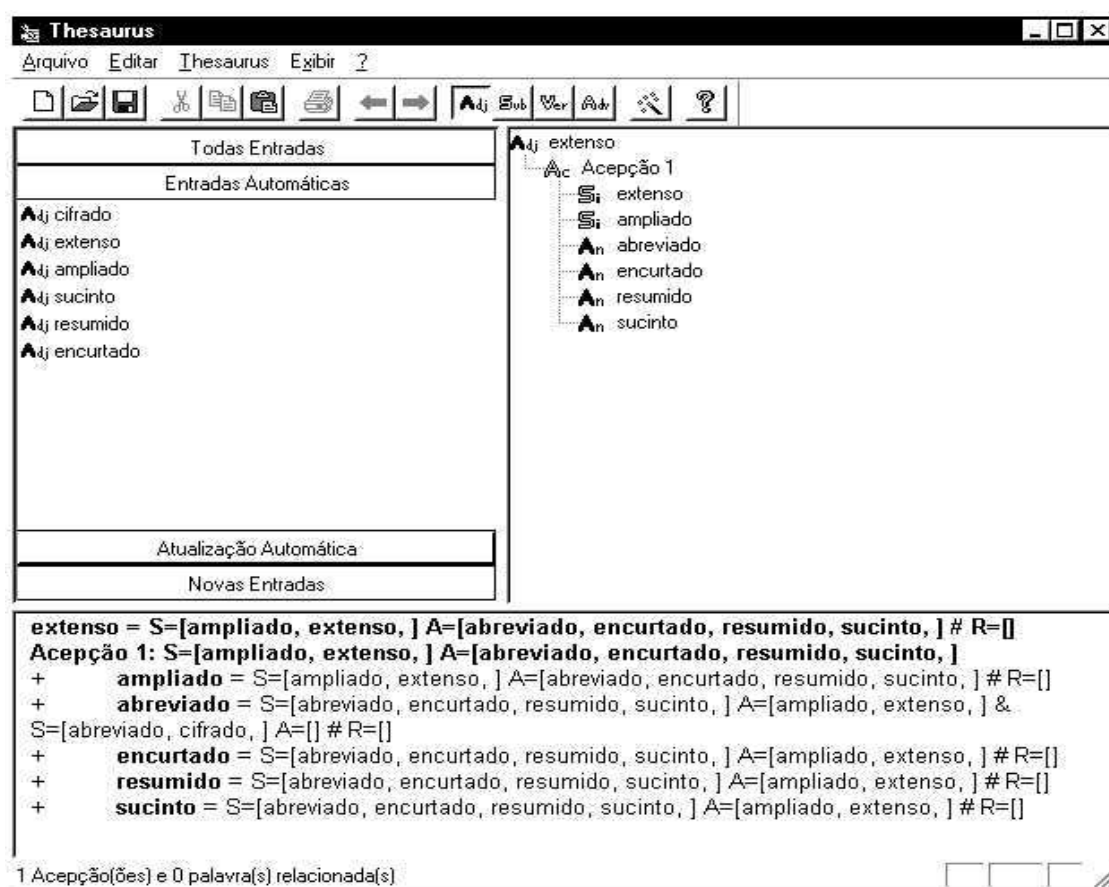 Thesaurus
Arquivo Editar Thesaurus Exibir ?
Adj Sub Ver Adv
Todas Entradas
Entradas Automáticas
Adj cifrado
Adj extenso
Adj ampliado
Adj sucinto
Adj resumido
Adj encurtado
Atualização Automática
Novas Entradas
Adj extenso
Ac Acepção 1
Si extenso
Si ampliado
An abreviado
An encurtado
An resumido
An sucinto
extenso = S=[ampliado, extenso, ] A=[abreviado, encurtado, resumido, sucinto, ] # R=[]
Acepção 1: S=[ampliado, extenso, ] A=[abreviado, encurtado, resumido, sucinto, ]
+ ampliado = S=[ampliado, extenso, ] A=[abreviado, encurtado, resumido, sucinto, ] # R=[]
+ abreviado = S=[abreviado, encurtado, resumido, sucinto, ] A=[ampliado, extenso, ] &
S=[abreviado, cifrado, ] A=[] # R=[]
+ encurtado = S=[abreviado, encurtado, resumido, sucinto, ] A=[ampliado, extenso, ] # R=[]
+ resumido = S=[abreviado, encurtado, resumido, sucinto, ] A=[ampliado, extenso, ] # R=[]
+ sucinto = S=[abreviado, encurtado, resumido, sucinto, ] A=[ampliado, extenso, ] # R=[]
1 Acepção(ões) e 0 palavra(s) relacionada(s)